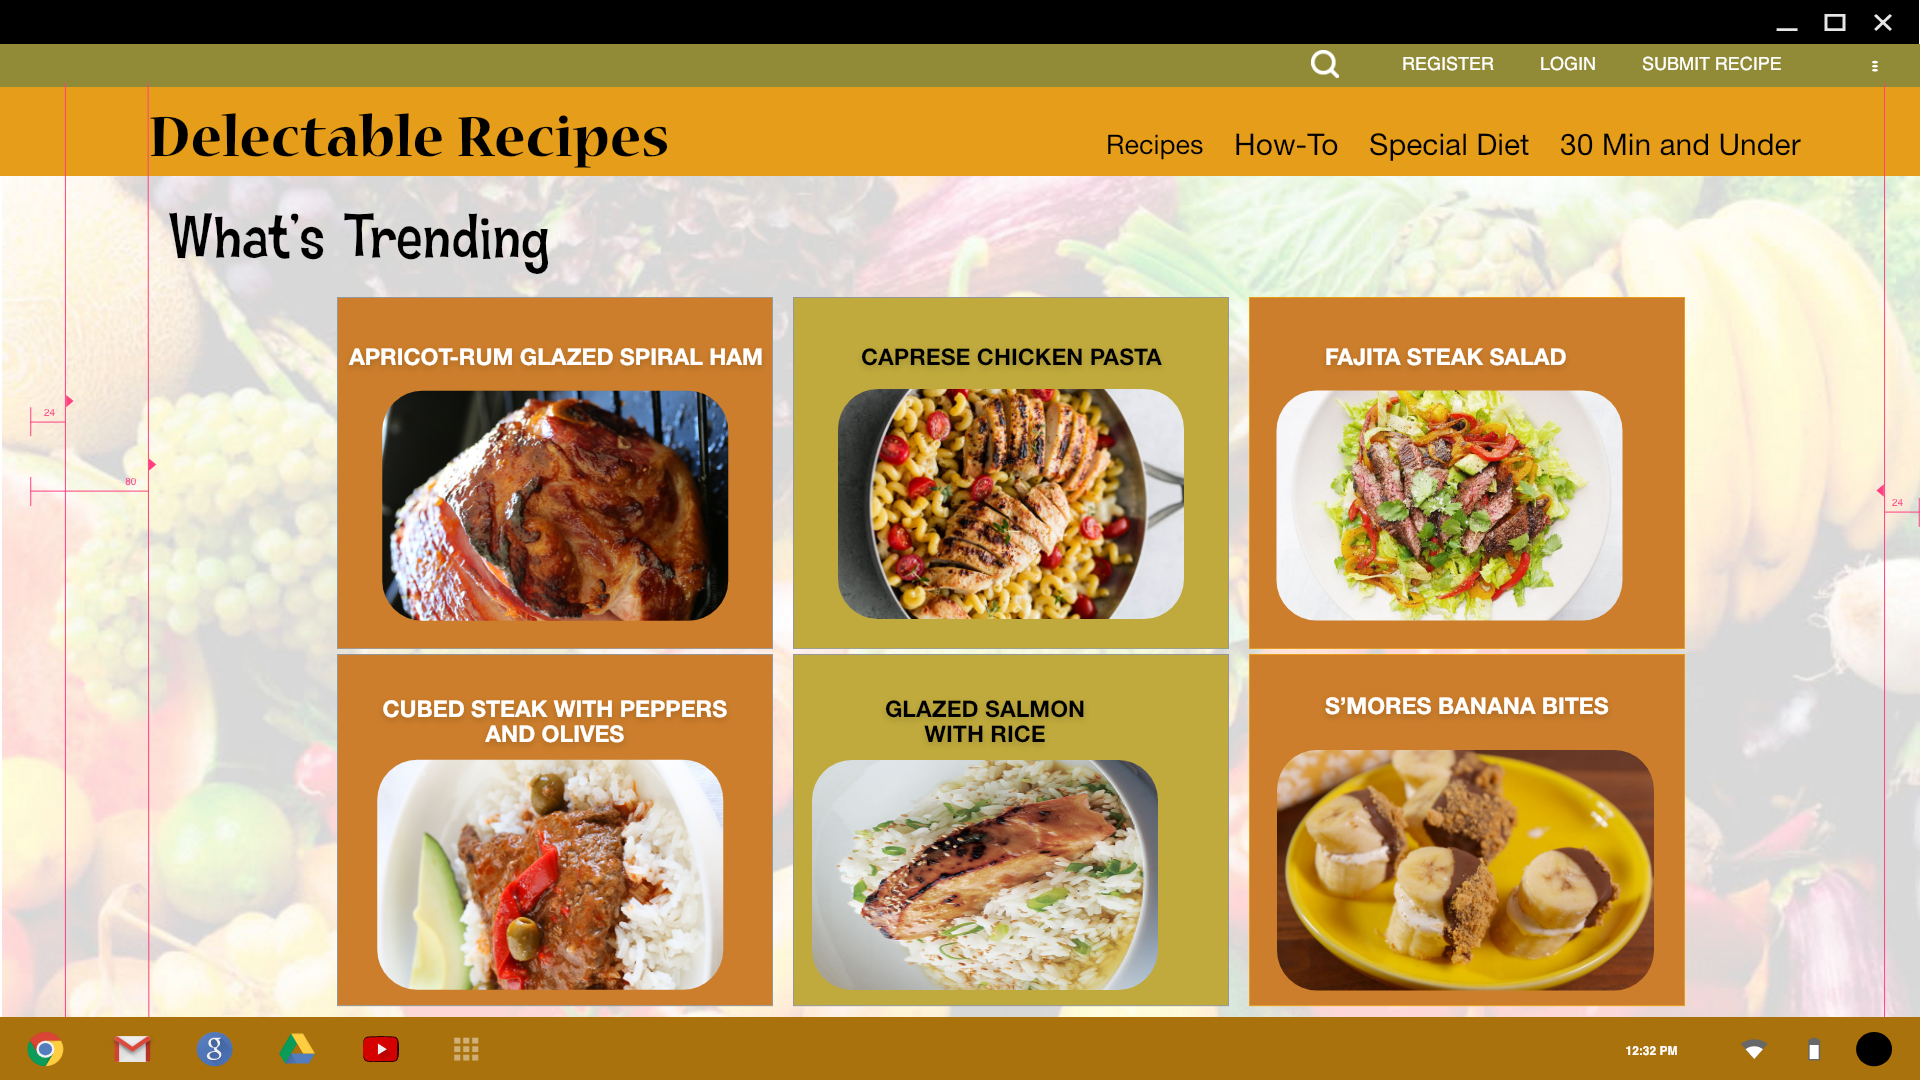 REGISTER LOGIN SUBMIT RECIPE
Delectable Recipes
Recipes How-To Special Diet 30 Min and Under
What's Trending
APRICOT-RUM GLAZED SPIRAL HAM
CAPRESE CHICKEN PASTA
FAJITA STEAK SALAD
24
80
24
CUBED STEAK WITH PEPPERS
AND OLIVES
GLAZED SALMON
WITH RICE
S’MORES BANANA BITES
g
12:32 PM